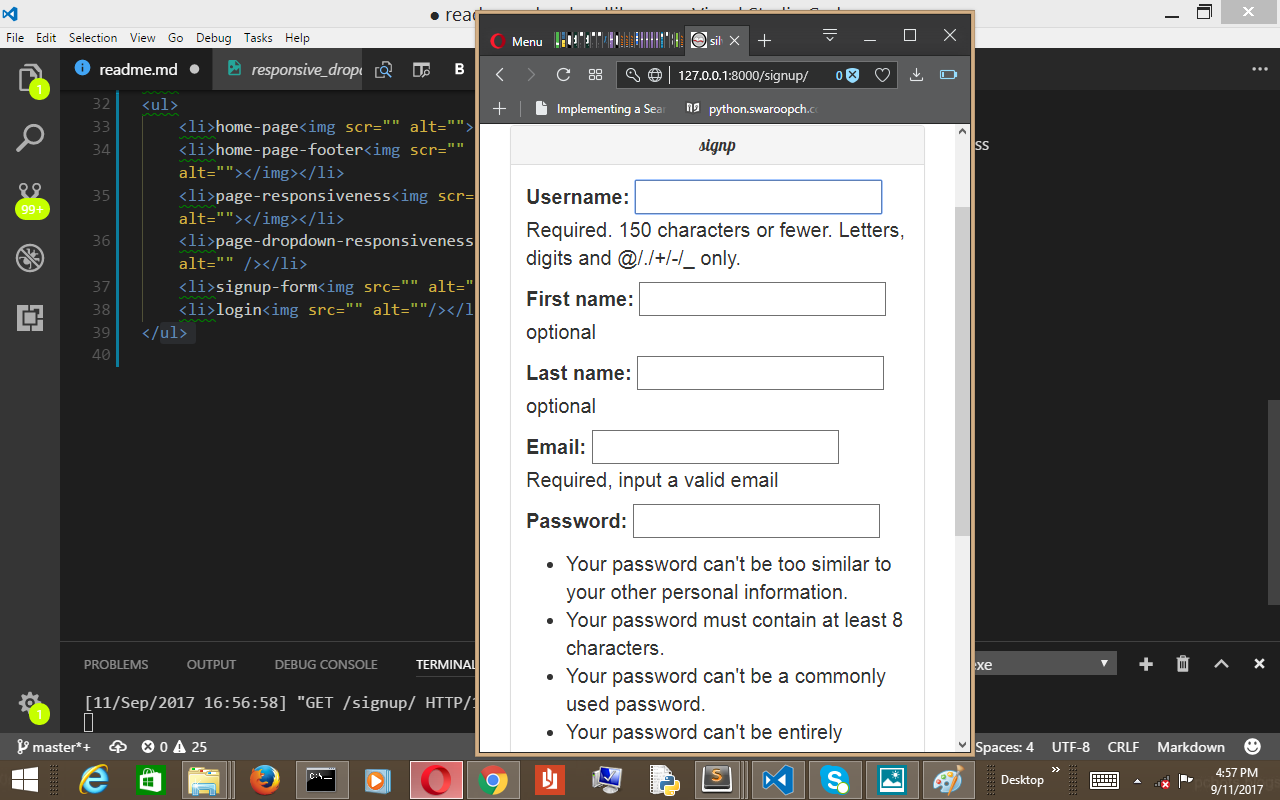 ● read
File Edit Selection View Go Debug Tasks Help
1
readme.md ●
responsive_dropd
B
32 <ul>
33 <li>home-page<img scr="" alt="">
34 <li>home-page-footer<img scr=""
alt=""></img></li>
35 <li>page-responsiveness<img scr=
alt=""></img></li>
36 <li>page-dropdown-responsiveness
alt="" /></li>
37 <li>signup-form<img src="" alt="
38 <li>login<img src="" alt=""/></l
39 </ul>
40
99+
1
ss
PROBLEMS OUTPUT DEBUG CONSOLE TERMINAL
exe
[11/Sep/2017 16:56:58] "GET /signup/ HTTP/1
master*+ 0 25
Spaces: 4 UTF-8 CRLF Markdown
Menu
sil
127.0.0.1:8000/signup/ 0
Implementing a Sea
python.swaroopch.c
signp
Username:
Required. 150 characters or fewer. Letters,
digits and @/./+/-/_ only.
First name:
optional
Last name:
optional
Email:
Required, input a valid email
Password:
• Your password can't be too similar to
your other personal information.
• Your password must contain at least 8
characters.
• Your password can't be a commonly
used password.
• Your password can't be entirely
Desktop »
4:57 PM
9/11/2017